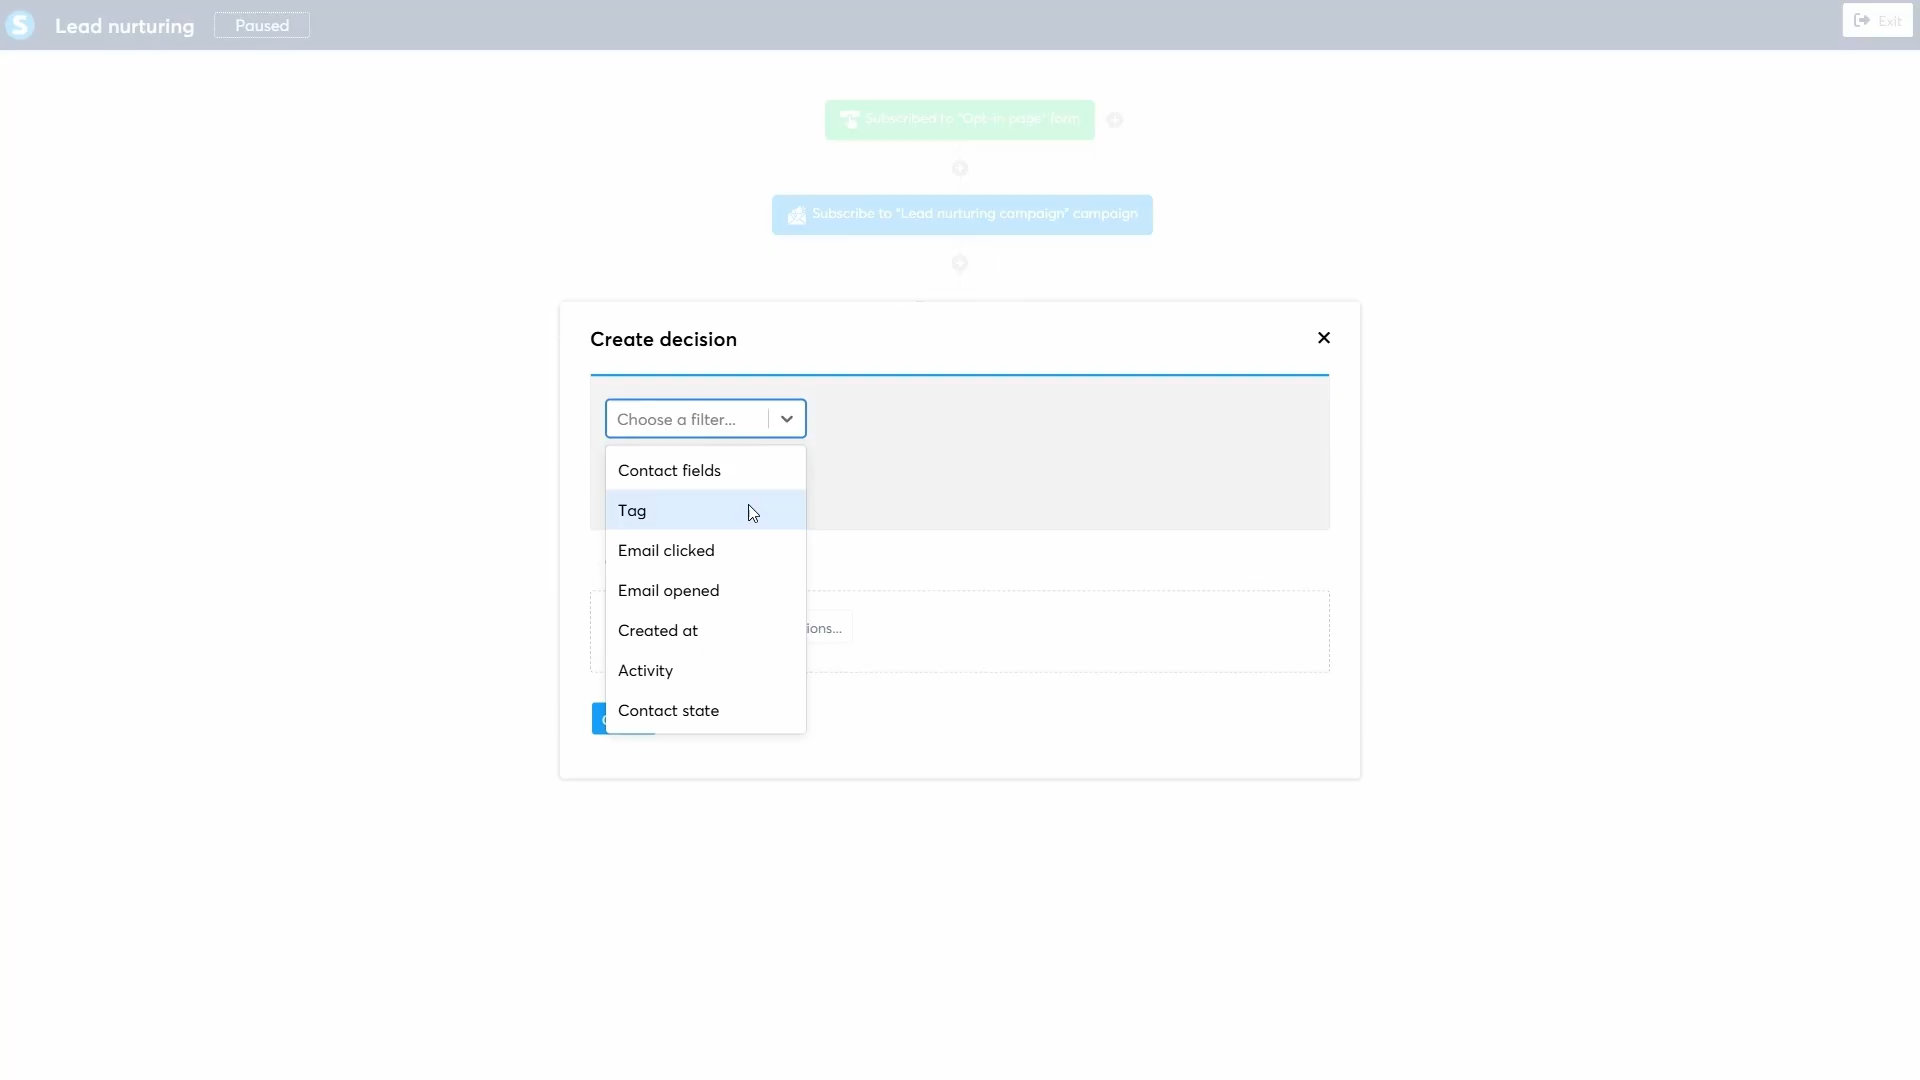 S Lead nurturing Paused Exit
Subscribed to "Opt-in page" form
Subscribe to "Lead nurturing campaign" campaign
Create decision
Choose a filter...
Contact fields
Tag
Email clicked
Email opened
Created at
ions...
Activity
Contact state